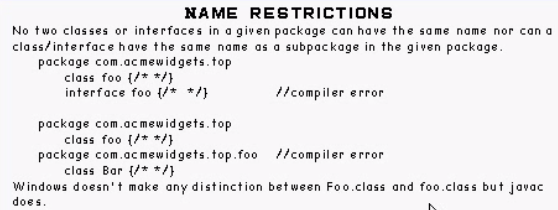 NAME RESTRICTIONS
No two classes or interfaces in a given package can have the same name nor can a
class/interface have the same name as a subpackage in the given package.
package com.acmewidgets.top
class foo {/* */}
interface foo {/* */} //compiler error
package com.acmewidgets.top
class foo {/* */}
package com.acmewidgets.top.foo //compiler error
class Bar {/* */}
Windows doesn't make any distinction between Foo.class and foo.class but javac
does.